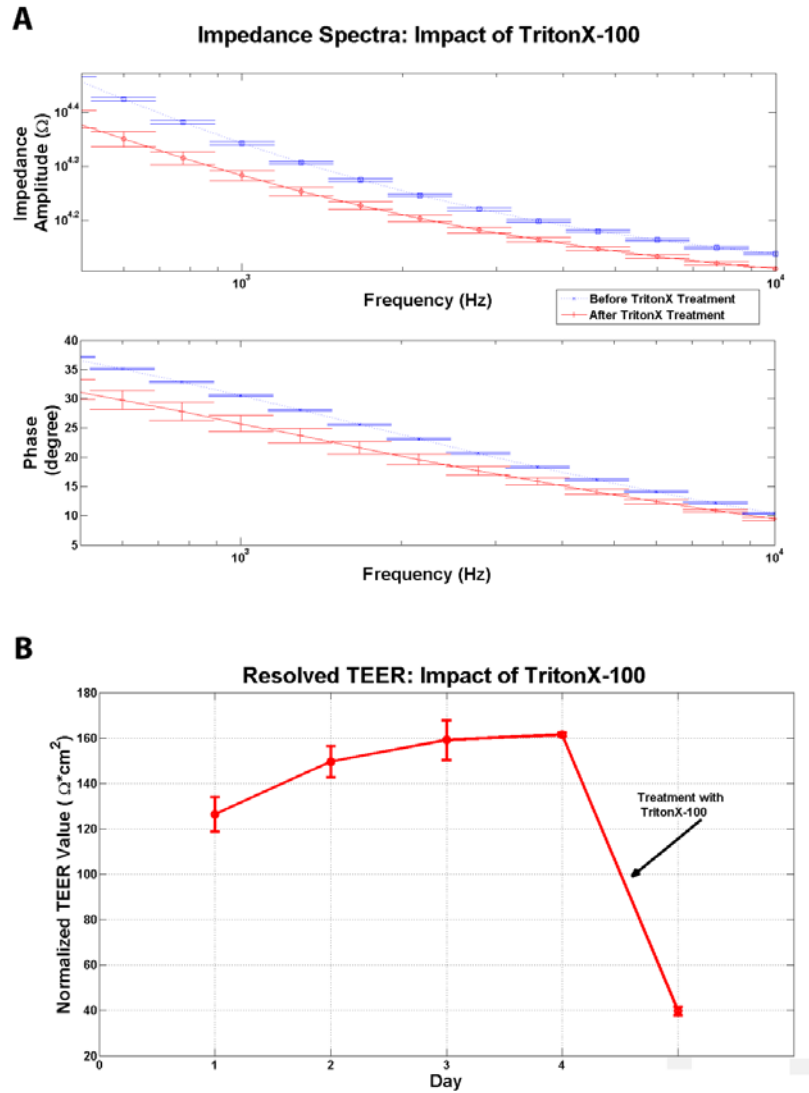 A
Impedance Spectra: Impact of TritonX-100
Impedance
Amplitude (Ω)
10^4.4
10^4.3
10^4.2
10^3
10^4
Frequency (Hz)
Before TritonX Treatment
After TritonX Treatment
Phase
(degree)
40
35
30
25
20
15
10
5
10^3
10^4
Frequency (Hz)
B
Resolved TEER: Impact of TritonX-100
Normalized TEER Value ( Ω*cm^2)
180
160
140
120
100
80
60
40
20
Treatment with
TritonX-100
0
1
2
3
4
Day